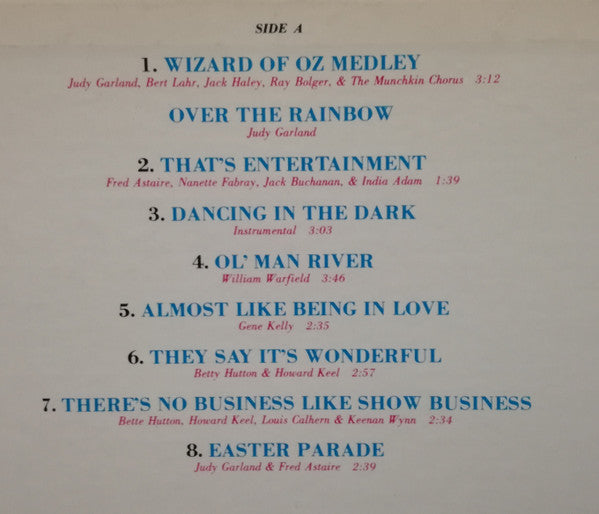 SIDE A
1. WIZARD OF OZ MEDLEY
Judy Garland, Bert Lahr, Jack Haley, Ray Bolger, & The Munchkin Chorus 3:12
OVER THE RAINBOW
Judy Garland
2. THAT'S ENTERTAINMENT
Fred Astaire, Nanette Fabray, Jack Buchanan, & India Adam 1:39
3. DANCING IN THE DARK
Instrumental 3:03
4. OL' MAN RIVER
William Warfield 3:46
5. ALMOST LIKE BEING IN LOVE
Gene Kelly 2:35
6. THEY SAY IT'S WONDERFUL
Betty Hutton & Howard Keel 2:57
7. THERE'S NO BUSINESS LIKE SHOW BUSINESS
Bette Hutton, Howard Keel, Louis Calhern & Keenan Wynn 2:34
8. EASTER PARADE
Judy Garland & Fred Astaire 2:39